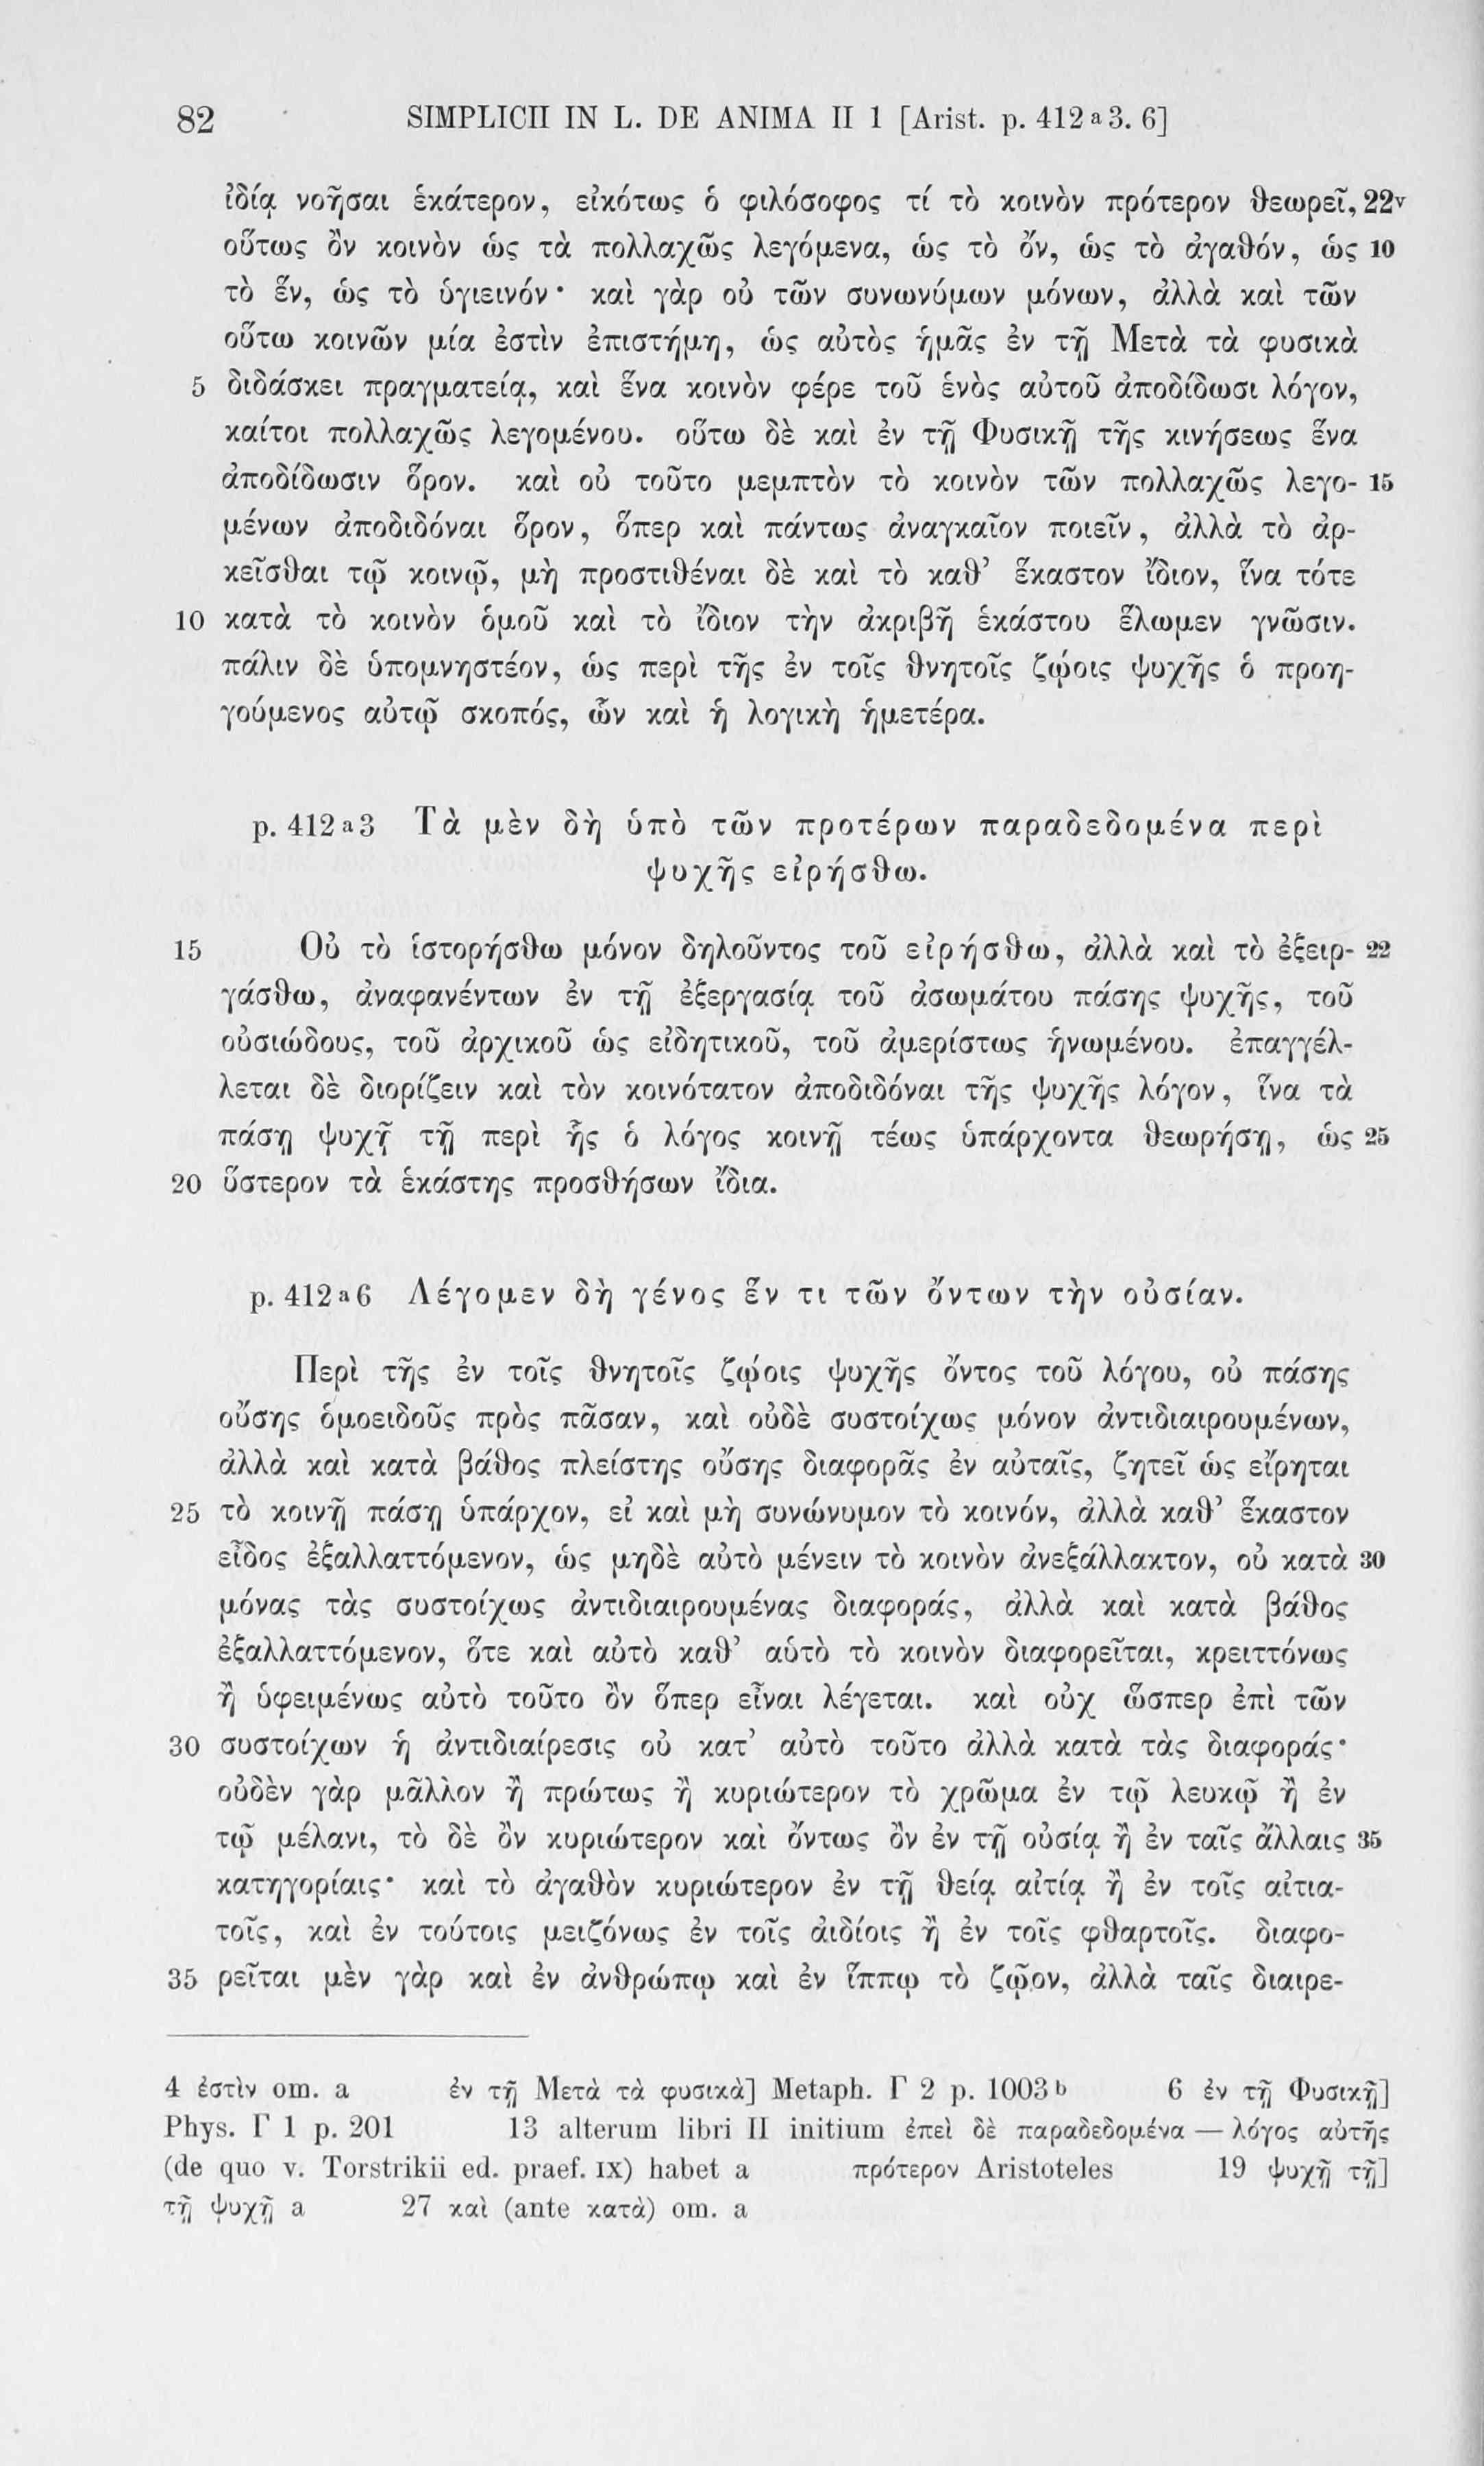 82 SIMPLICII IN L. DE ANIMA II 1 [Arist. p. 412 a 3. 6]
ἰδίᾳ νοῆσαι ἑκάτερον, εἰκότως ὁ φιλόσοφος τί τὸ κοινὸν πρότερον θεωρεῖ, 22v
οὕτως ὂν κοινὸν ὡς τὰ πολλαχῶς λεγόμενα, ὡς τὸ ὄν, ὡς τὸ ἀγαθόν, ὡς 10
τὸ ἕν, ὡς τὸ ὑγιεινόν· καὶ γὰρ οὐ τῶν συνωνύμων μόνων, ἀλλὰ καὶ τῶν
οὕτω κοινῶν μία ἐστὶν ἐπιστήμη, ὡς αὐτὸς ἡμᾶς ἐν τῇ Μετὰ τὰ φυσικὰ
5 διδάσκει πραγματείᾳ, καὶ ἕνα κοινὸν φέρε τοῦ ἑνὸς αὐτοῦ ἀποδίδωσι λόγον,
καίτοι πολλαχῶς λεγομένου. οὕτω δὲ καὶ ἐν τῇ Φυσικῇ τῆς κινήσεως ἕνα
ἀποδίδωσιν ὅρον. καὶ οὐ τοῦτο μεμπτὸν τὸ κοινὸν τῶν πολλαχῶς λεγο- 15
μένων ἀποδιδόναι ὅρον, ὅπερ καὶ πάντως ἀναγκαῖον ποιεῖν, ἀλλὰ τὸ ἀρ-
κεῖσθαι τῷ κοινῷ, μὴ προστιθέναι δὲ καὶ τὸ καθ’ ἕκαστον ἴδιον, ἵνα τότε
10 κατὰ τὸ κοινὸν ὁμοῦ καὶ τὸ ἴδιον τὴν ἀκριβῆ ἑκάστου ἕλωμεν γνῶσιν.
πάλιν δὲ ὑπομνηστέον, ὡς περὶ τῆς ἐν τοῖς θνητοῖς ζῴοις ψυχῆς ὁ προη-
γούμενος αὐτῷ σκοπός, ὧν καὶ ἡ λογικὴ ἡμετέρα.
p. 412 a 3 Τὰ μὲν δὴ ὑπὸ τῶν προτέρων παραδεδομένα περὶ
ψυχῆς εἰρήσθω.
15 Οὐ τὸ ἱστορήσθω μόνον δηλοῦντος τοῦ εἰρήσθω, ἀλλὰ καὶ τὸ ἐξειρ- 22
γάσθω, ἀναφανέντων ἐν τῇ ἐξεργασίᾳ τοῦ ἀσωμάτου πάσης ψυχῆς, τοῦ
οὐσιώδους, τοῦ ἀρχικοῦ ὡς εἰδητικοῦ, τοῦ ἀμερίστως ἡνωμένου. ἐπαγγέλ-
λεται δὲ διορίζειν καὶ τὸν κοινότατον ἀποδιδόναι τῆς ψυχῆς λόγον, ἵνα τὰ
πάσῃ ψυχῇ τῇ περὶ ἧς ὁ λόγος κοινῇ τέως ὑπάρχοντα θεωρήσῃ, ὡς 25
20 ὕστερον τὰ ἑκάστης προσθήσων ἴδια.
p. 412 a 6 Λέγομεν δὴ γένος ἕν τι τῶν ὄντων τὴν οὐσίαν.
Περὶ τῆς ἐν τοῖς θνητοῖς ζῴοις ψυχῆς ὄντος τοῦ λόγου, οὐ πάσης
οὔσης ὁμοειδοῦς πρὸς πᾶσαν, καὶ οὐδὲ συστοίχως μόνον ἀντιδιαιρουμένων,
ἀλλὰ καὶ κατὰ βάθος πλείστης οὔσης διαφορᾶς ἐν αὐταῖς, ζητεῖ ὡς εἴρηται
25 τὸ κοινῇ πάσῃ ὑπάρχον, εἰ καὶ μὴ συνώνυμον τὸ κοινόν, ἀλλὰ καθ’ ἕκαστον
εἶδος ἐξαλλαττόμενον, ὡς μηδὲ αὐτὸ μένειν τὸ κοινὸν ἀνεξάλλακτον, οὐ κατὰ 30
μόνας τὰς συστοίχως ἀντιδιαιρουμένας διαφοράς, ἀλλὰ καὶ κατὰ βάθος
ἐξαλλαττόμενον, ὅτε καὶ αὐτὸ καθ’ αὑτὸ τὸ κοινὸν διαφορεῖται, κρειττόνως
ἢ ὑφειμένως αὐτὸ τοῦτο ὂν ὅπερ εἶναι λέγεται. καὶ οὐχ ὥσπερ ἐπὶ τῶν
30 συστοίχων ἡ ἀντιδιαίρεσις οὐ κατ’ αὐτὸ τοῦτο ἀλλὰ κατὰ τὰς διαφοράς·
οὐδὲν γὰρ μᾶλλον ἢ πρώτως ἢ κυριώτερον τὸ χρῶμα ἐν τῷ λευκῷ ἢ ἐν
τῷ μέλανι, τὸ δὲ ὂν κυριώτερον καὶ ὄντως ὂν ἐν τῇ οὐσίᾳ ἢ ἐν ταῖς ἄλλαις 35
κατηγορίαις· καὶ τὸ ἀγαθὸν κυριώτερον ἐν τῇ θείᾳ αἰτίᾳ ἢ ἐν τοῖς αἰτια-
τοῖς, καὶ ἐν τούτοις μειζόνως ἐν τοῖς ἀιδίοις ἢ ἐν τοῖς φθαρτοῖς. διαφο-
35 ρεῖται μὲν γὰρ καὶ ἐν ἀνθρώπῳ καὶ ἐν ἵππῳ τὸ ζῷον, ἀλλὰ ταῖς διαιρε-
4 ἐστὶν om. a ἐν τῇ Μετὰ τὰ φυσικὰ] Metaph. Γ 2 p. 1003 b 6 ἐν τῇ Φυσικῇ]
Phys. Γ 1 p. 201 13 alterum libri II initium ἐπεὶ δὲ παραδεδομένα — λόγος αὐτῆς
(de quo v. Torstrikii ed. praef. IX) habet a πρότερον Aristoteles 19 ψυχῇ τῇ]
τῇ ψυχῇ a 27 καὶ (ante κατὰ) om. a